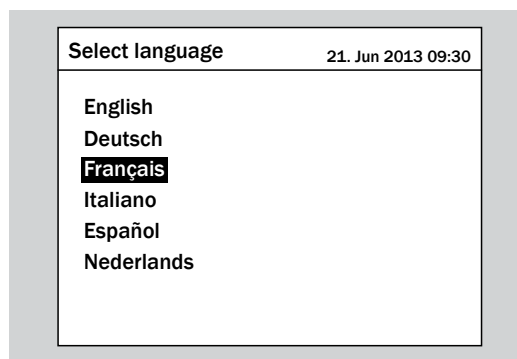 Select language 21. Jun 2013 09:30
English
Deutsch
Français
Italiano
Español
Nederlands